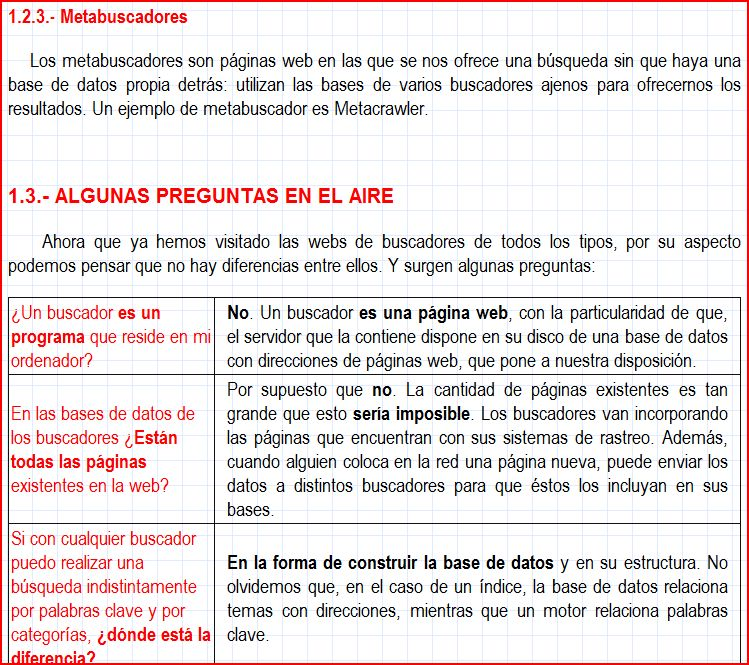 1.2.3.- Metabuscadores
Los metabuscadores son páginas web en las que se nos ofrece una búsqueda sin que haya una
base de datos propia detrás: utilizan las bases de varios buscadores ajenos para ofrecernos los
resultados. Un ejemplo de metabuscador es Metacrawler.
1.3.- ALGUNAS PREGUNTAS EN EL AIRE
Ahora que ya hemos visitado las webs de buscadores de todos los tipos, por su aspecto
podemos pensar que no hay diferencias entre ellos. Y surgen algunas preguntas:
¿Un buscador es un
programa que reside en mi
ordenador?
No. Un buscador es una página web, con la particularidad de que,
el servidor que la contiene dispone en su disco de una base de datos
con direcciones de páginas web, que pone a nuestra disposición.
En las bases de datos de
los buscadores ¿Están
todas las páginas
existentes en la web?
Por supuesto que no. La cantidad de páginas existentes es tan
grande que esto sería imposible. Los buscadores van incorporando
las páginas que encuentran con sus sistemas de rastreo. Además,
cuando alguien coloca en la red una página nueva, puede enviar los
datos a distintos buscadores para que éstos los incluyan en sus
bases.
Si con cualquier buscador
puedo realizar una
búsqueda indistintamente
por palabras clave y por
categorías, ¿dónde está la
diferencia?
En la forma de construir la base de datos y en su estructura. No
olvidemos que, en el caso de un índice, la base de datos relaciona
temas con direcciones, mientras que un motor relaciona palabras
clave.